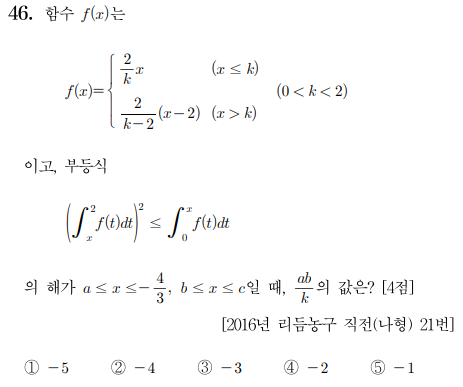 46. 함수 f(x)는
f(x)= { 2/k x (x ≤ k)
2/(k−2) (x−2) (x > k) (0 < k < 2)
이고, 부등식
(∫_x^2 f(t)dt)^2 ≤ ∫_0^x f(t)dt
의 해가 a ≤ x ≤ −4/3, b ≤ x ≤ c일 때, ab/k의 값은? [4점]
[2016년 리듬농구 직전(나형) 21번]
① −5 ② −4 ③ −3 ④ −2 ⑤ −1